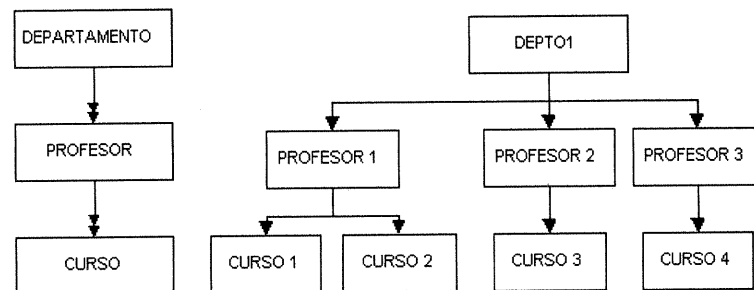 DEPARTAMENTO
PROFESOR
CURSO
DEPTO1
PROFESOR 1
PROFESOR 2
PROFESOR 3
CURSO 1
CURSO 2
CURSO 3
CURSO 4